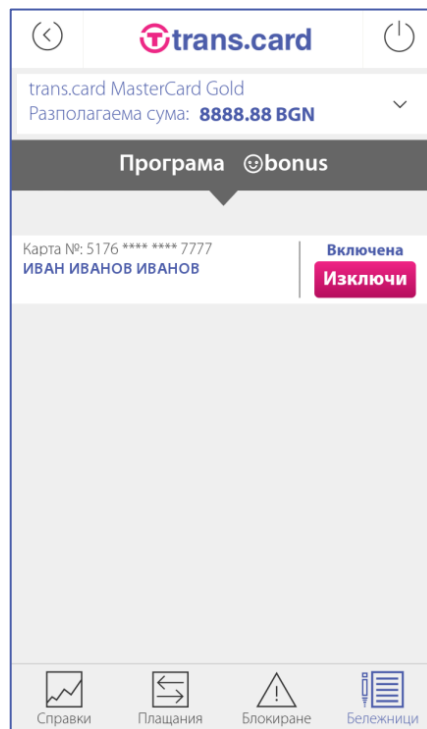 trans.card
trans.card MasterCard Gold
Разполагаема сума: 8888.88 BGN
Програма bonus
Карта №: 5176 **** **** 7777
ИВАН ИВАНОВ ИВАНОВ
Включена
Изключи
Справки Плащания Блокиране Бележници